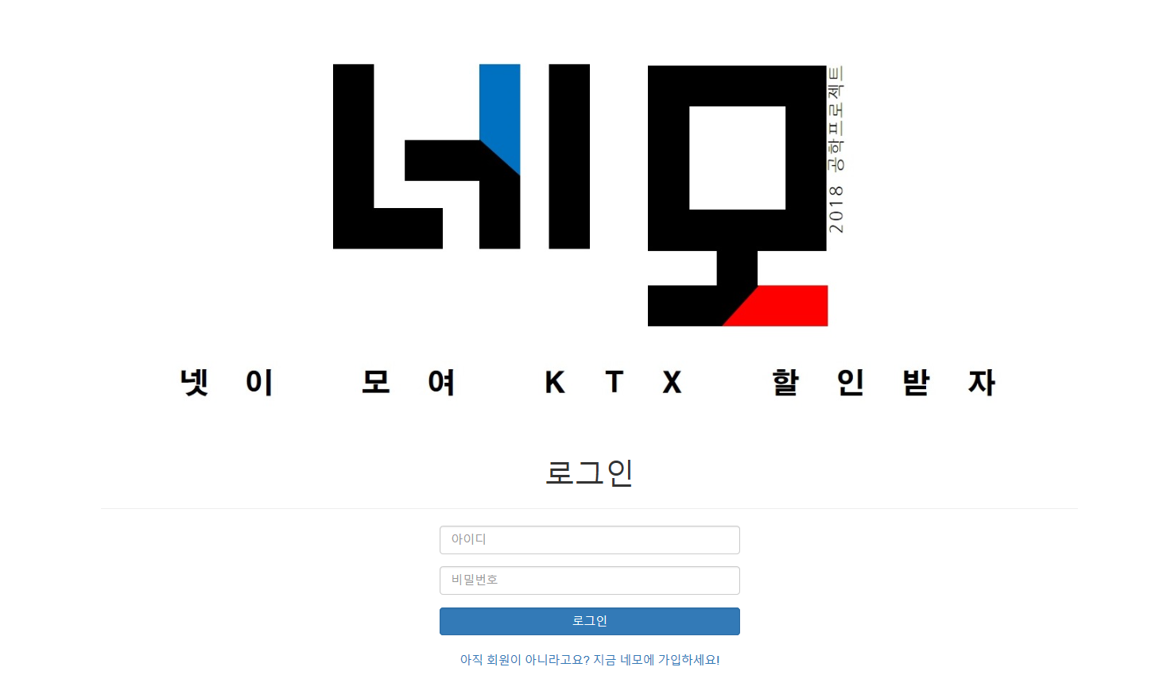 네모
2018 공학프로젝트
넷이 모여 KTX 할인받자
로그인
아이디
비밀번호
로그인
아직 회원이 아니라고요? 지금 네모에 가입하세요!